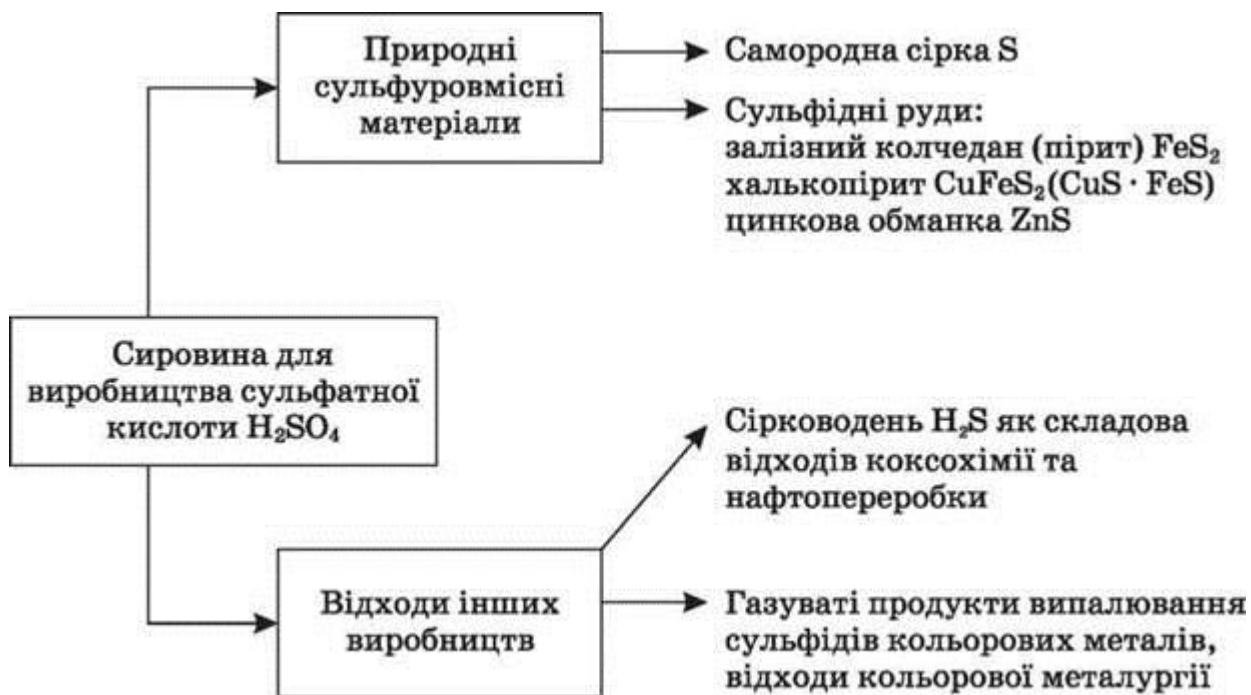 Природні
сульфуровмісні
матеріали
Самородна сірка S
Сульфідні руди:
залізний колчедан (пірит) FeS₂
халькопірит CuFeS₂(CuS · FeS)
цинкова обманка ZnS
Сировина для
виробництва сульфатної
кислоти H₂SO₄
Сірководень H₂S як складова
відходів коксохімії та
нафтопереробки
Відходи інших
виробництв
Газуваті продукти випалювання
сульфідів кольорових металів,
відходи кольорової металургії